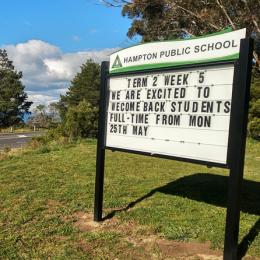 HAMPTON PUBLIC SCHOOL
TERM 2 WEEK 5
WE ARE EXCITED TO
WECOME BACK STUDENTS
FULL-TIME FROM MON
25TH MAY